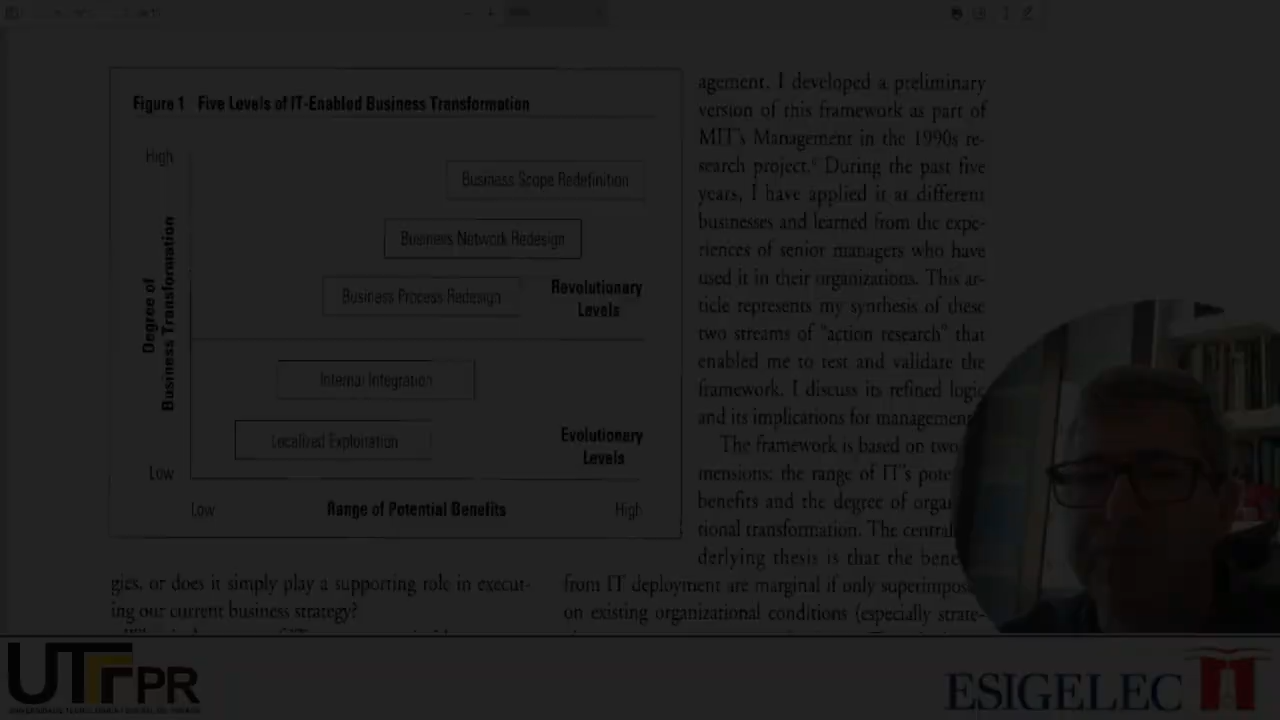 Figure 1 Five Levels of IT-Enabled Business Transformation
High
Business Scope Redefinition
Business Network Redesign
Business Process Redesign
Revolutionary
Levels
Degree of
Business Transformation
Internal Integration
Localized Exploitation
Evolutionary
Levels
Low
Low
Range of Potential Benefits
High
gies, or does it simply play a supporting role in execut-
ing our current business strategy?
agement. I developed a preliminary
version of this framework as part of
MIT's Management in the 1990s re-
search project.⁶ During the past five
years, I have applied it at different
businesses and learned from the expe-
riences of senior managers who have
used it in their organizations. This ar-
ticle represents my synthesis of these
two streams of "action research" that
enabled me to test and validate the
framework. I discuss its refined logic
and its implications for management
The framework is based on two
mensions: the range of IT's pote
benefits and the degree of orga
tional transformation. The central
derlying thesis is that the bene
from IT deployment are marginal if only superimpos
on existing organizational conditions (especially strate-
UTFPR
ESIGELEC